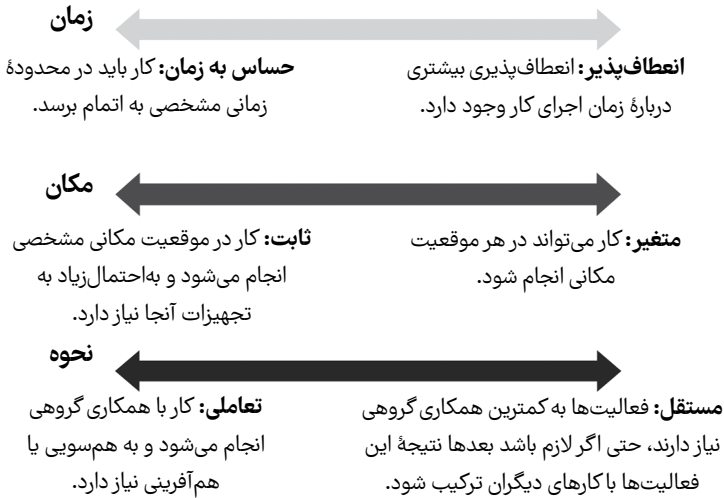 زمان
انعطاف‌پذیر: انعطاف‌پذیری بیشتری
دربارهٔ زمان اجرای کار وجود دارد.
حساس به زمان: کار باید در محدودهٔ
زمانی مشخصی به اتمام برسد.
مکان
متغیر: کار می‌تواند در هر موقعیت
مکانی انجام شود.
ثابت: کار در موقعیت مکانی مشخصی
انجام می‌شود و به‌احتمال‌زیاد به
تجهیزات آنجا نیاز دارد.
نحوه
مستقل: فعالیت‌ها به کمترین همکاری گروهی
نیاز دارند، حتی اگر لازم باشد بعدها نتیجهٔ این
فعالیت‌ها با کارهای دیگران ترکیب شود.
تعاملی: کار با همکاری گروهی
انجام می‌شود و به هم‌سویی یا
هم‌آفرینی نیاز دارد.